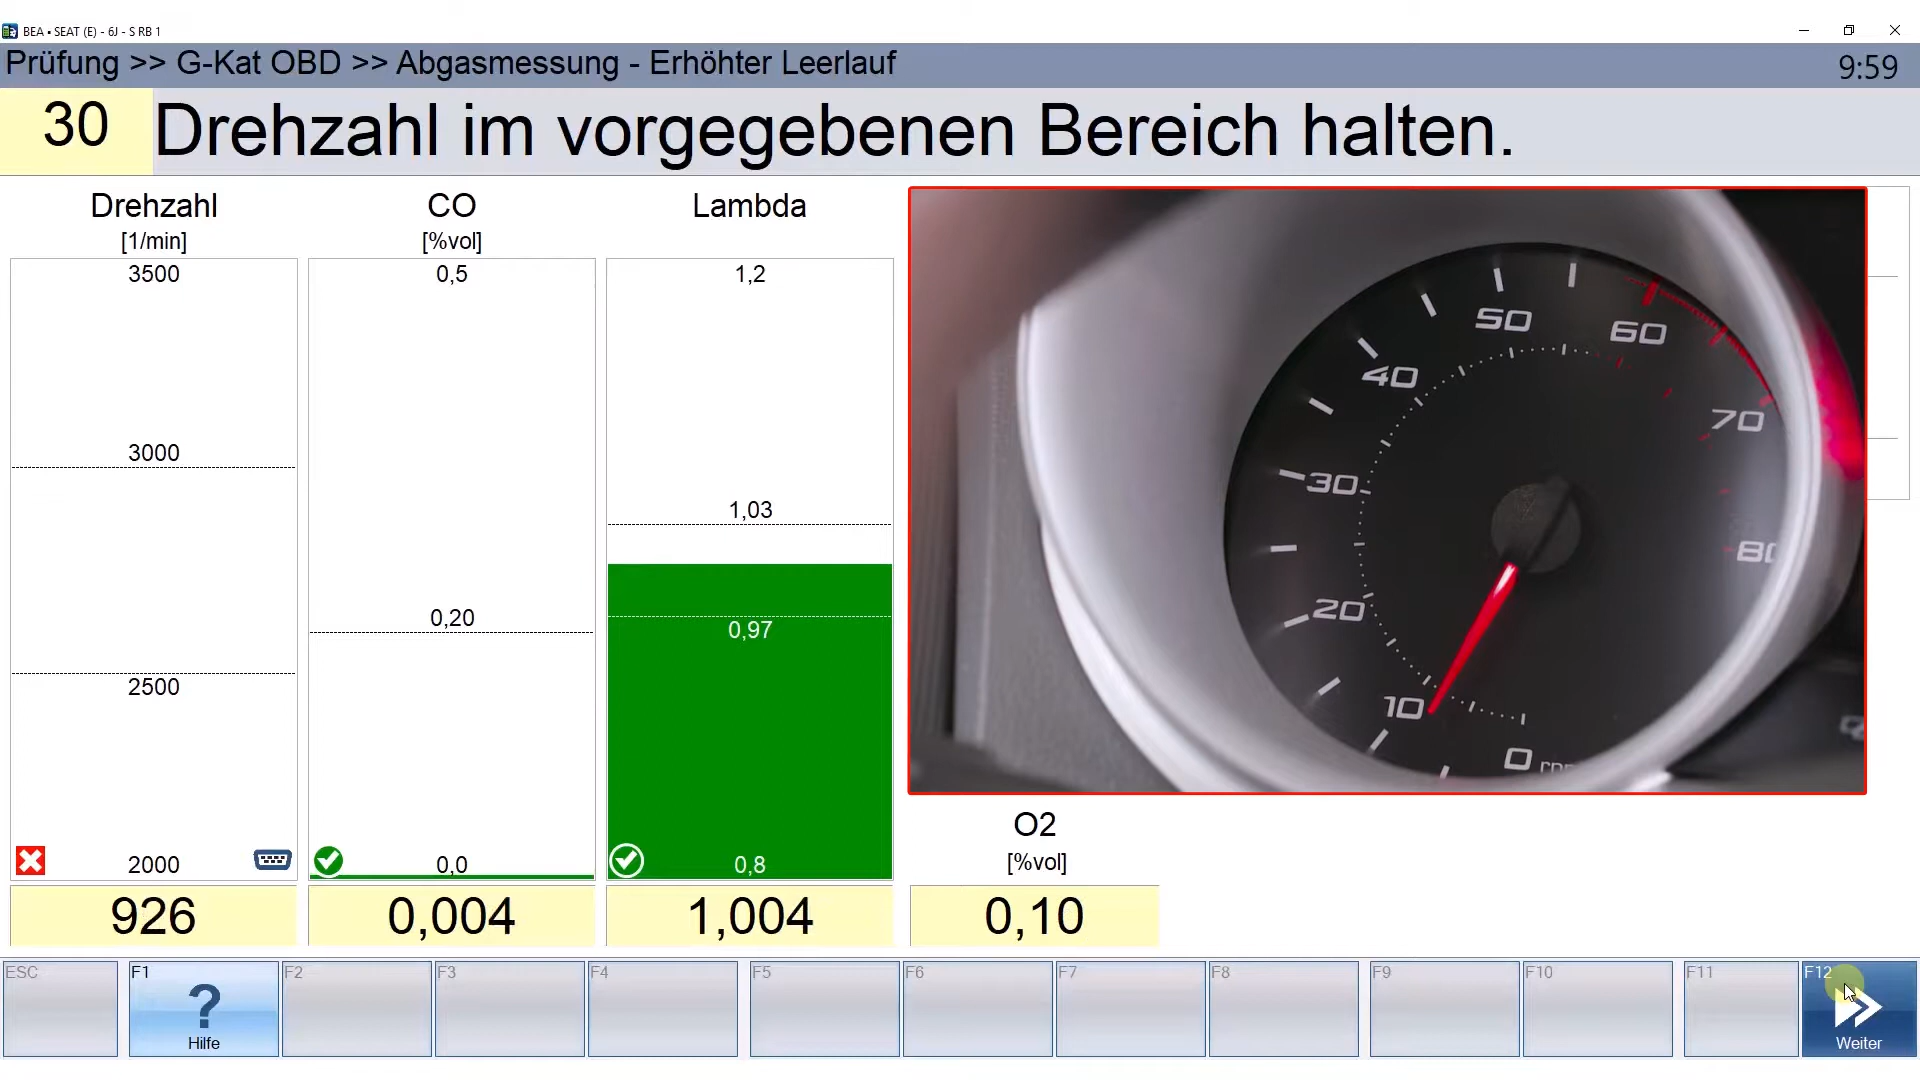 BEA • SEAT (E) - 6J - S RB 1
Prüfung >> G-Kat OBD >> Abgasmessung - Erhöhter Leerlauf
9:59
30
Drehzahl im vorgegebenen Bereich halten.
Drehzahl
[1/min]
3500
3000
2500
2000
926
CO
[%vol]
0,5
0,20
0,0
0,004
Lambda
1,2
1,03
0,97
0,8
1,004
50
60
40
70
30
80
20
10
0
O2
[%vol]
0,10
ESC
F1
Hilfe
F2
F3
F4
F5
F6
F7
F8
F9
F10
F11
F12
Weiter